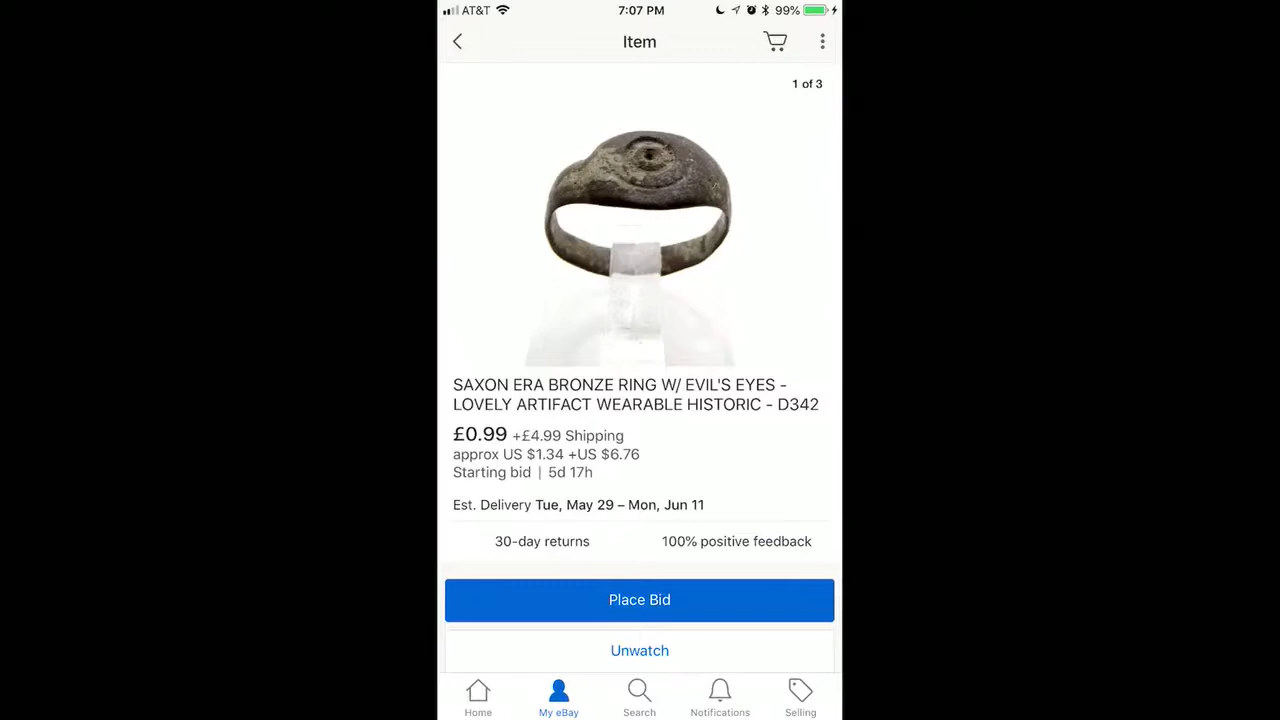 AT&T 7:07 PM 99%
Item
1 of 3
SAXON ERA BRONZE RING W/ EVIL'S EYES -
LOVELY ARTIFACT WEARABLE HISTORIC - D342
£0.99 +£4.99 Shipping
approx US $1.34 +US $6.76
Starting bid | 5d 17h
Est. Delivery Tue, May 29 – Mon, Jun 11
30-day returns 100% positive feedback
Place Bid
Unwatch
Home My eBay Search Notifications Selling